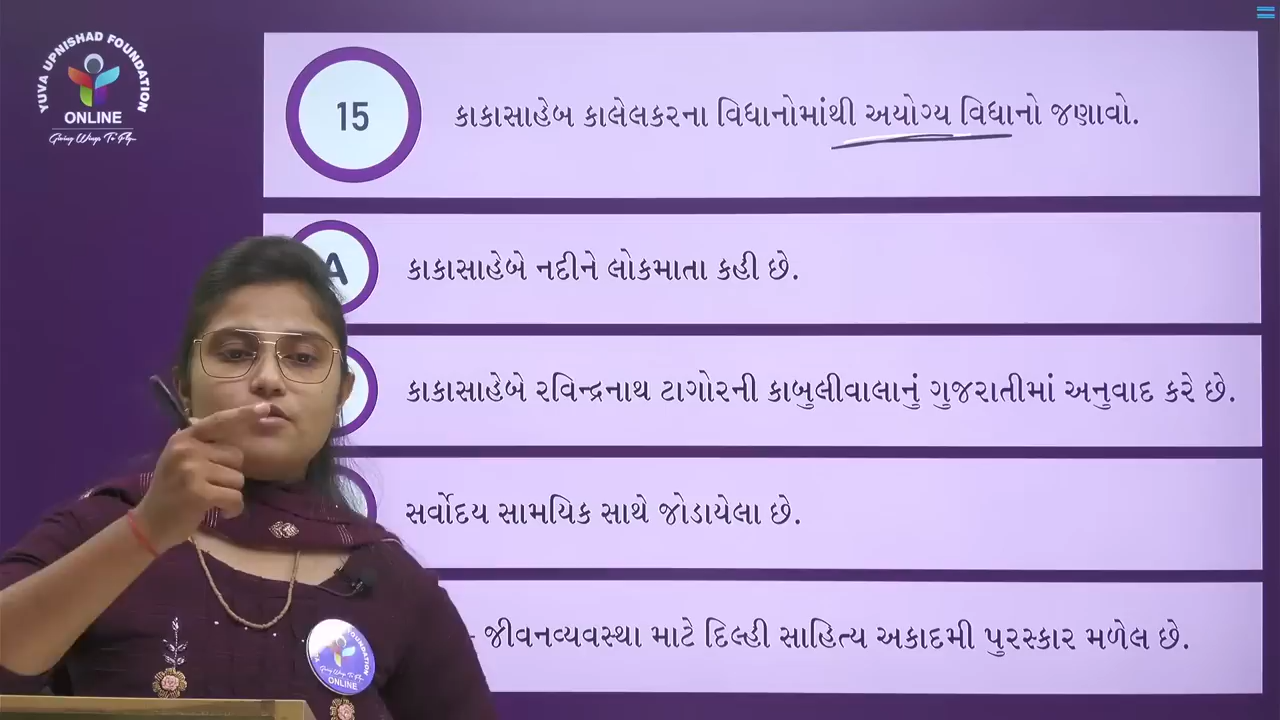 YUVA UPNISHAD FOUNDATION
ONLINE
Giving Wings To Fly
15
કાકાસાહેબ કાલેલકરના વિધાનોમાંથી અયોગ્ય વિધાનો જણાવો.
A
કાકાસાહેબે નદીને લોકમાતા કહી છે.
કાકાસાહેબે રવિન્દ્રનાથ ટાગોરની કાબુલીવાલાનું ગુજરાતીમાં અનુવાદ કરે છે.
સર્વોદય સામયિક સાથે જોડાયેલા છે.
- જીવનવ્યવસ્થા માટે દિલ્હી સાહિત્ય અકાદમી પુરસ્કાર મળેલ છે.
ONLINE